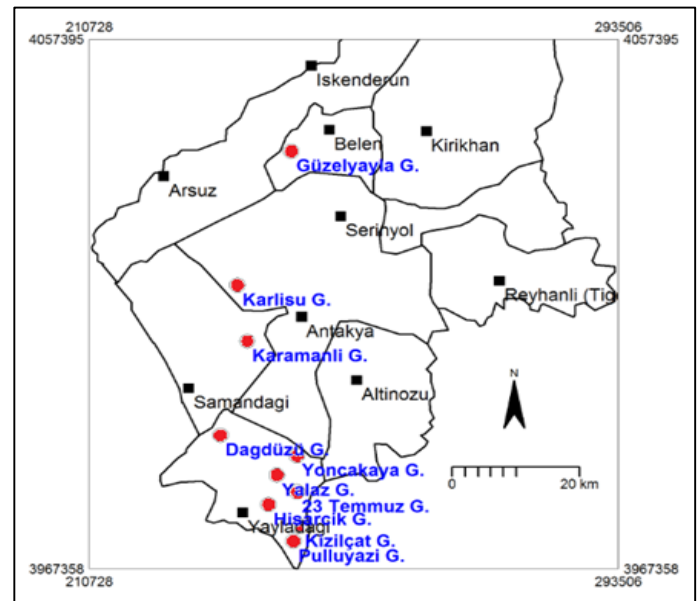 210728 293506
4057395 4057395
Iskenderun
Belen
Kirikhan
Güzelyayla G.
Arsuz
Serinyol
Karlisu G.
Reyhanli (Tig
Antakya
Karamanli G.
Altinozu
Samandagi
N
Dagdüzü G.
Yoncakaya G.
Yalaz G.
23 Temmuz G.
Hisarcik G.
Yayladagi
Kizilçat G.
Pulluyazi G.
0 20 km
3967358 3967358
210728 293506